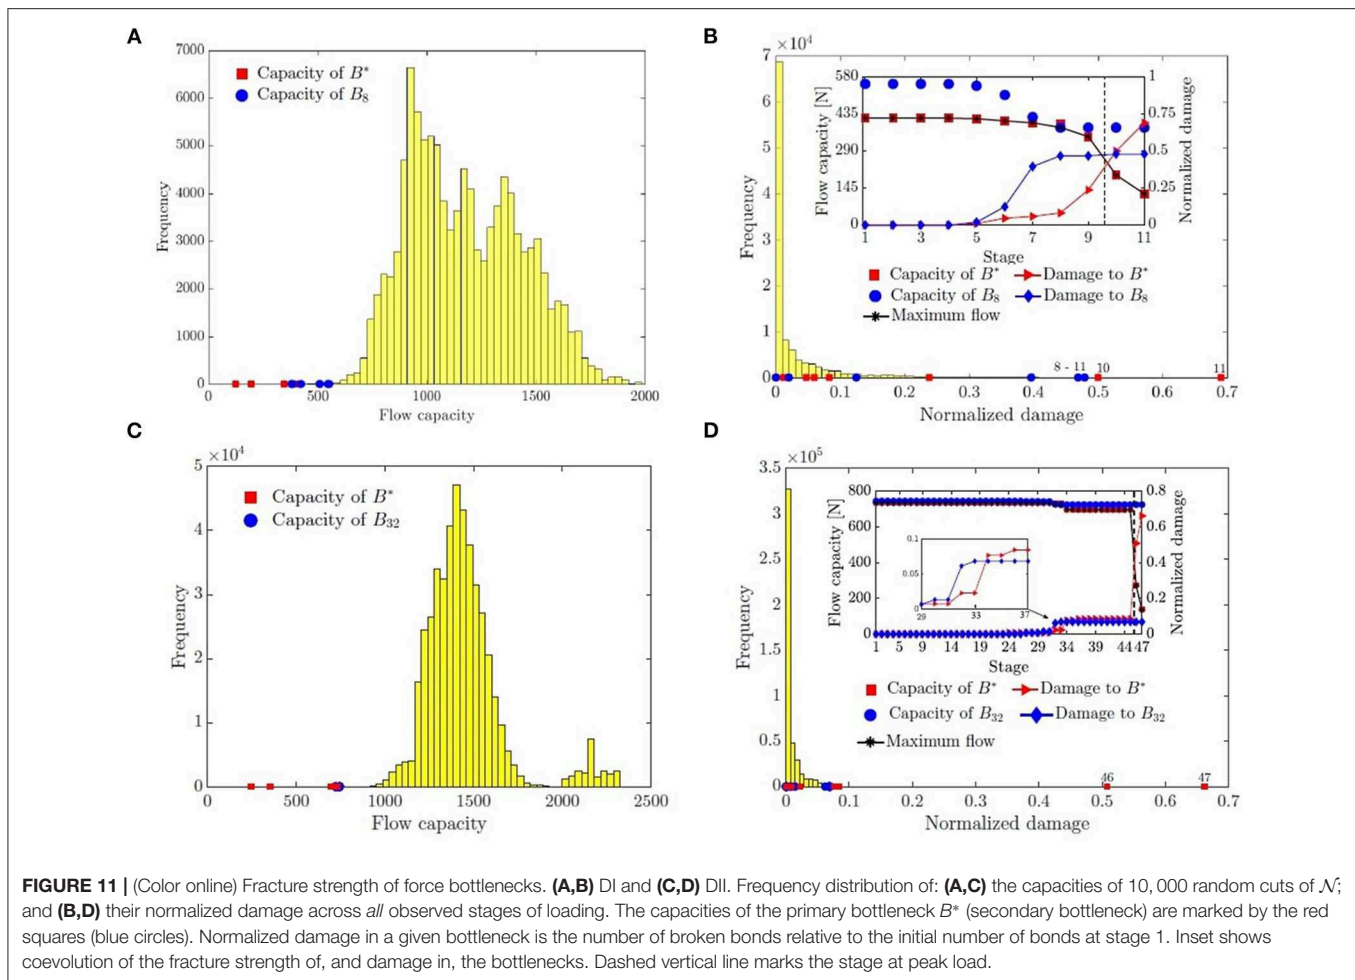 A
7000
6000
5000
4000
3000
2000
1000
0
Frequency
Capacity of B*
Capacity of B8
0 500 1000 1500 2000
Flow capacity
B
7 ×10^4
6
5
4
3
2
1
0
Frequency
580
435
290
145
0
Flow capacity [N]
1
0.75
0.5
0.25
0
Normalized damage
1 3 5 7 9 11
Stage
Capacity of B* Damage to B*
Capacity of B8 Damage to B8
Maximum flow
8 - 11 10 11
0 0.1 0.2 0.3 0.4 0.5 0.6 0.7
Normalized damage
C
5 ×10^4
4
3
2
1
0
Frequency
Capacity of B*
Capacity of B32
0 500 1000 1500 2000 2500
Flow capacity
D
3.5 ×10^5
3
2.5
2
1.5
1
0.5
0
Frequency
800
600
400
200
0
Flow capacity [N]
0.8
0.6
0.4
0.2
0
Normalized damage
0.1
0.05
0
29 33 37
1 5 9 14 19 24 29 34 39 44 47
Stage
Capacity of B* Damage to B*
Capacity of B32 Damage to B32
Maximum flow
46 47
0 0.1 0.2 0.3 0.4 0.5 0.6 0.7
Normalized damage
FIGURE 11 | (Color online) Fracture strength of force bottlenecks. (A,B) DI and (C,D) DII. Frequency distribution of: (A,C) the capacities of 10, 000 random cuts of 𝒩;
and (B,D) their normalized damage across all observed stages of loading. The capacities of the primary bottleneck B* (secondary bottleneck) are marked by the red
squares (blue circles). Normalized damage in a given bottleneck is the number of broken bonds relative to the initial number of bonds at stage 1. Inset shows
coevolution of the fracture strength of, and damage in, the bottlenecks. Dashed vertical line marks the stage at peak load.